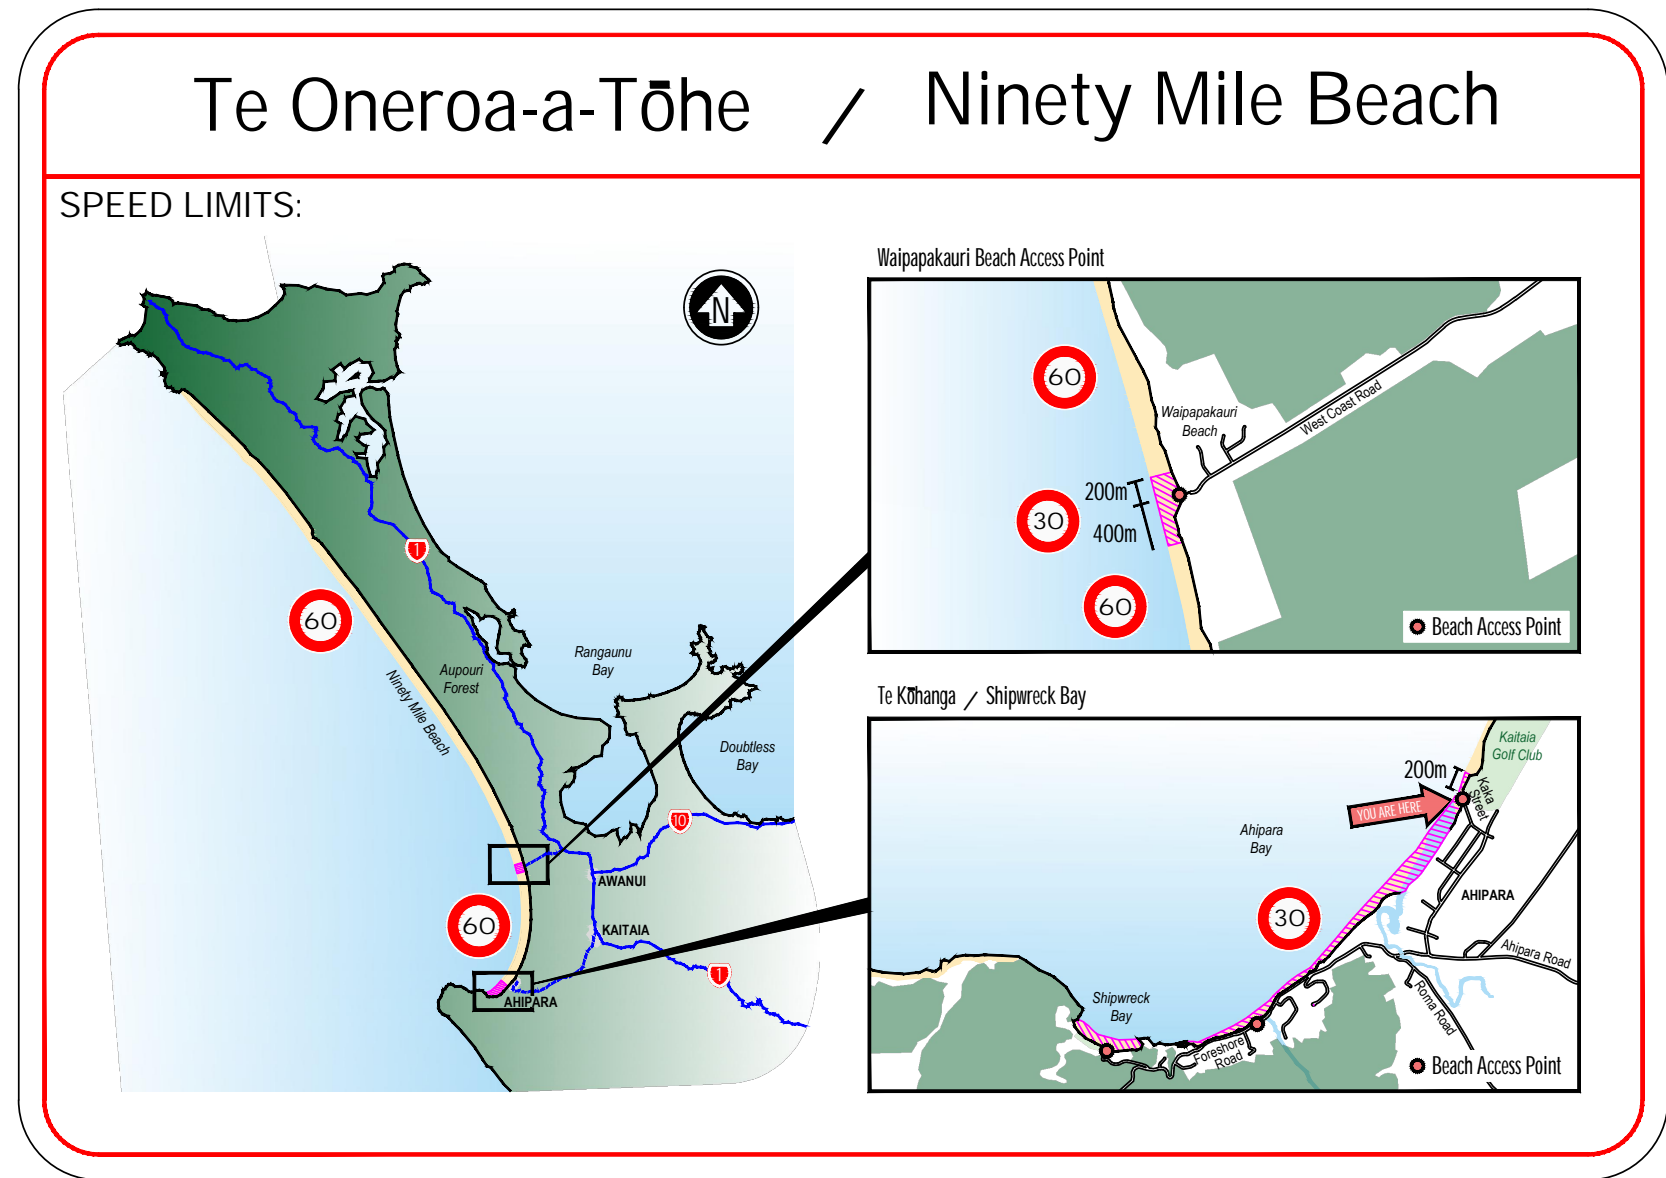 Te Oneroa-a-Tōhe / Ninety Mile Beach
SPEED LIMITS:
N
1
60
Rangaunu
Bay
Aupouri
Forest
Ninety Mile Beach
Doubtless
Bay
10
AWANUI
60
KAITAIA
1
AHIPARA
Waipapakauri Beach Access Point
60
Waipapakauri
Beach
West Coast Road
200m
30
400m
60
Beach Access Point
Te Kōhanga / Shipwreck Bay
Kaitaia
Golf Club
200m
Kaka
Street
YOU ARE HERE
Ahipara
Bay
30
AHIPARA
Ahipara Road
Roma Road
Shipwreck
Bay
Foreshore
Road
Beach Access Point